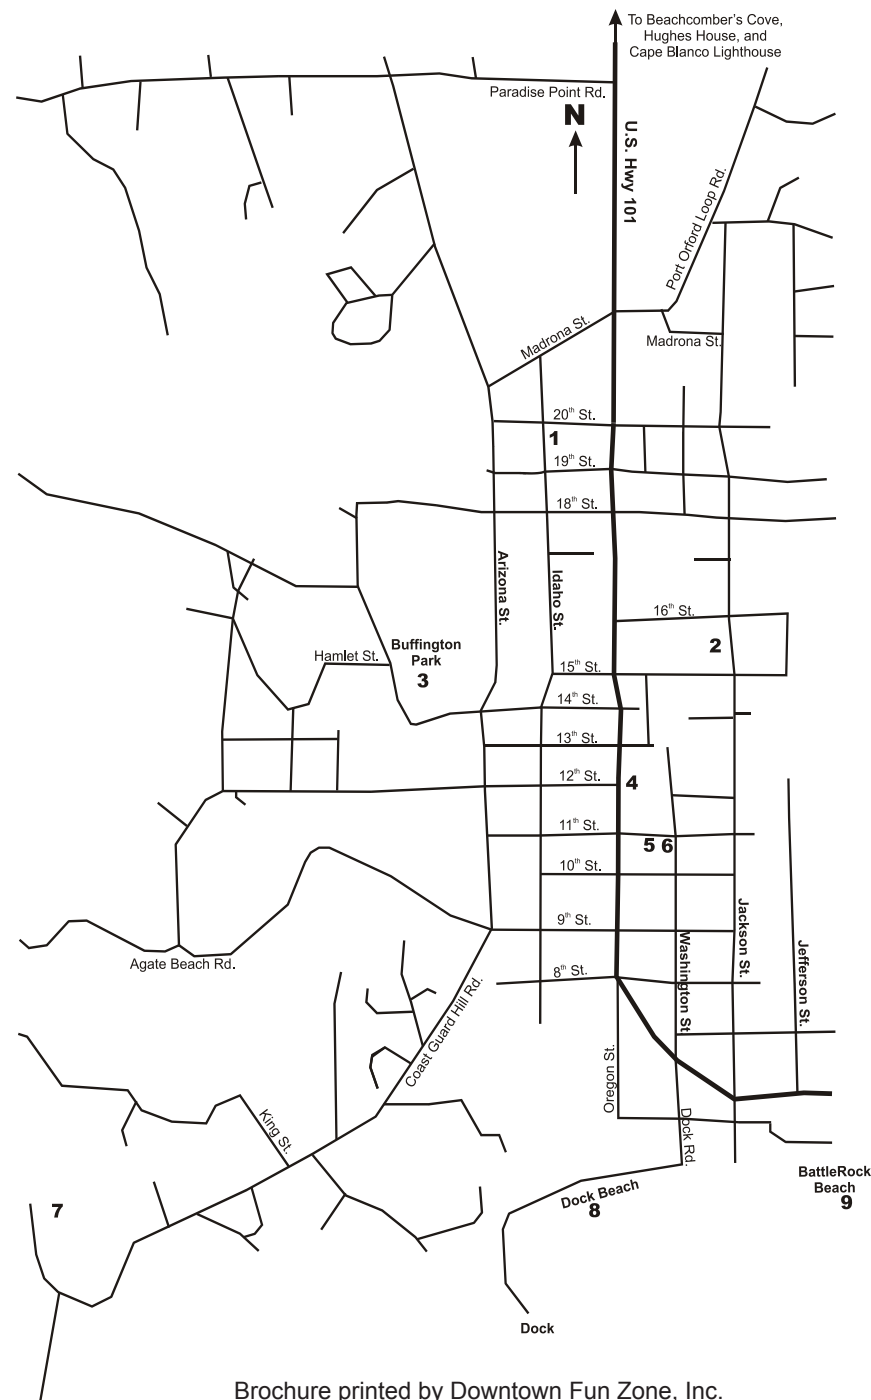 To Beachcomber's Cove,
Hughes House, and
Cape Blanco Lighthouse
Paradise Point Rd.
N
U.S. Hwy 101
Port Orford Loop Rd.
Madrona St.
Madrona St.
20th St.
1
19th St.
18th St.
Arizona St.
Idaho St.
16th St.
2
Buffington
Park
3
Hamlet St.
15th St.
14th St.
13th St.
12th St.
4
11th St.
5 6
10th St.
9th St.
Jackson St.
Washington St
Jefferson St.
Agate Beach Rd.
8th St.
Coast Guard Hill Rd.
Oregon St.
King St.
Dock Rd.
BattleRock
Beach
9
7
Dock Beach
8
Dock
Brochure printed by Downtown Fun Zone, Inc.